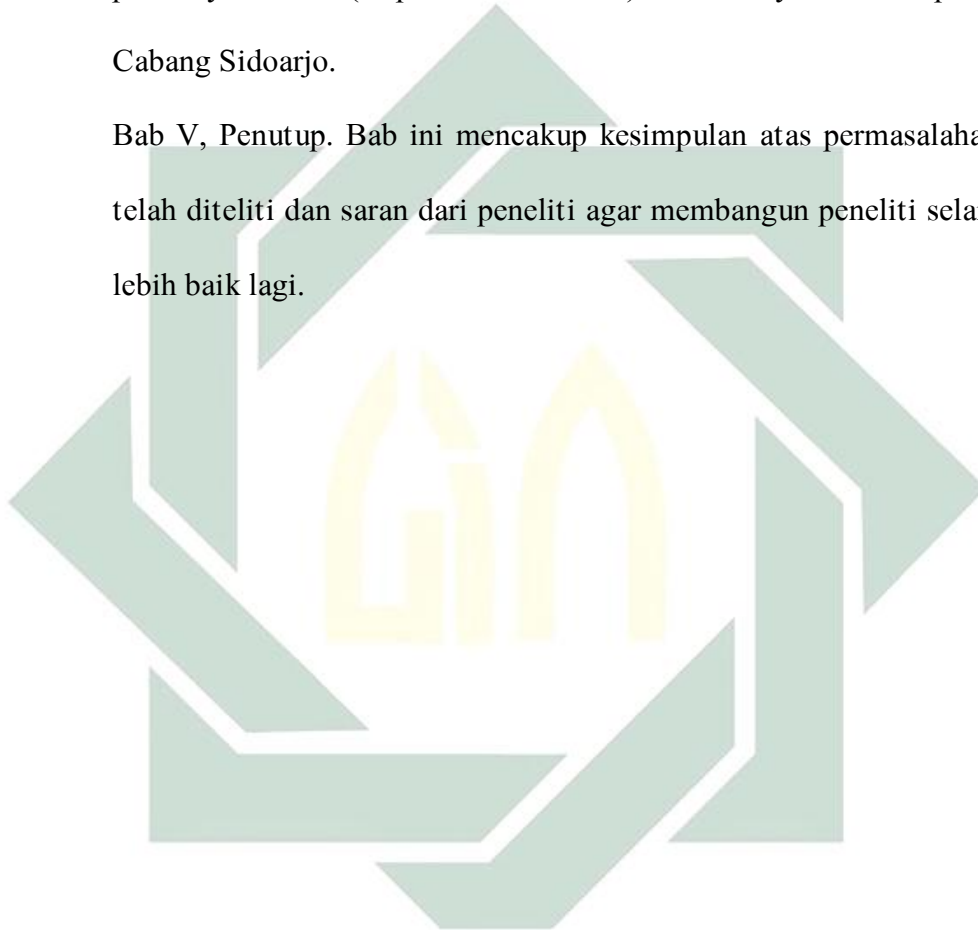 Cabang Sidoarjo.
Bab V, Penutup. Bab ini mencakup kesimpulan atas permasalaha
telah diteliti dan saran dari peneliti agar membangun peneliti
lebih baik lagi.